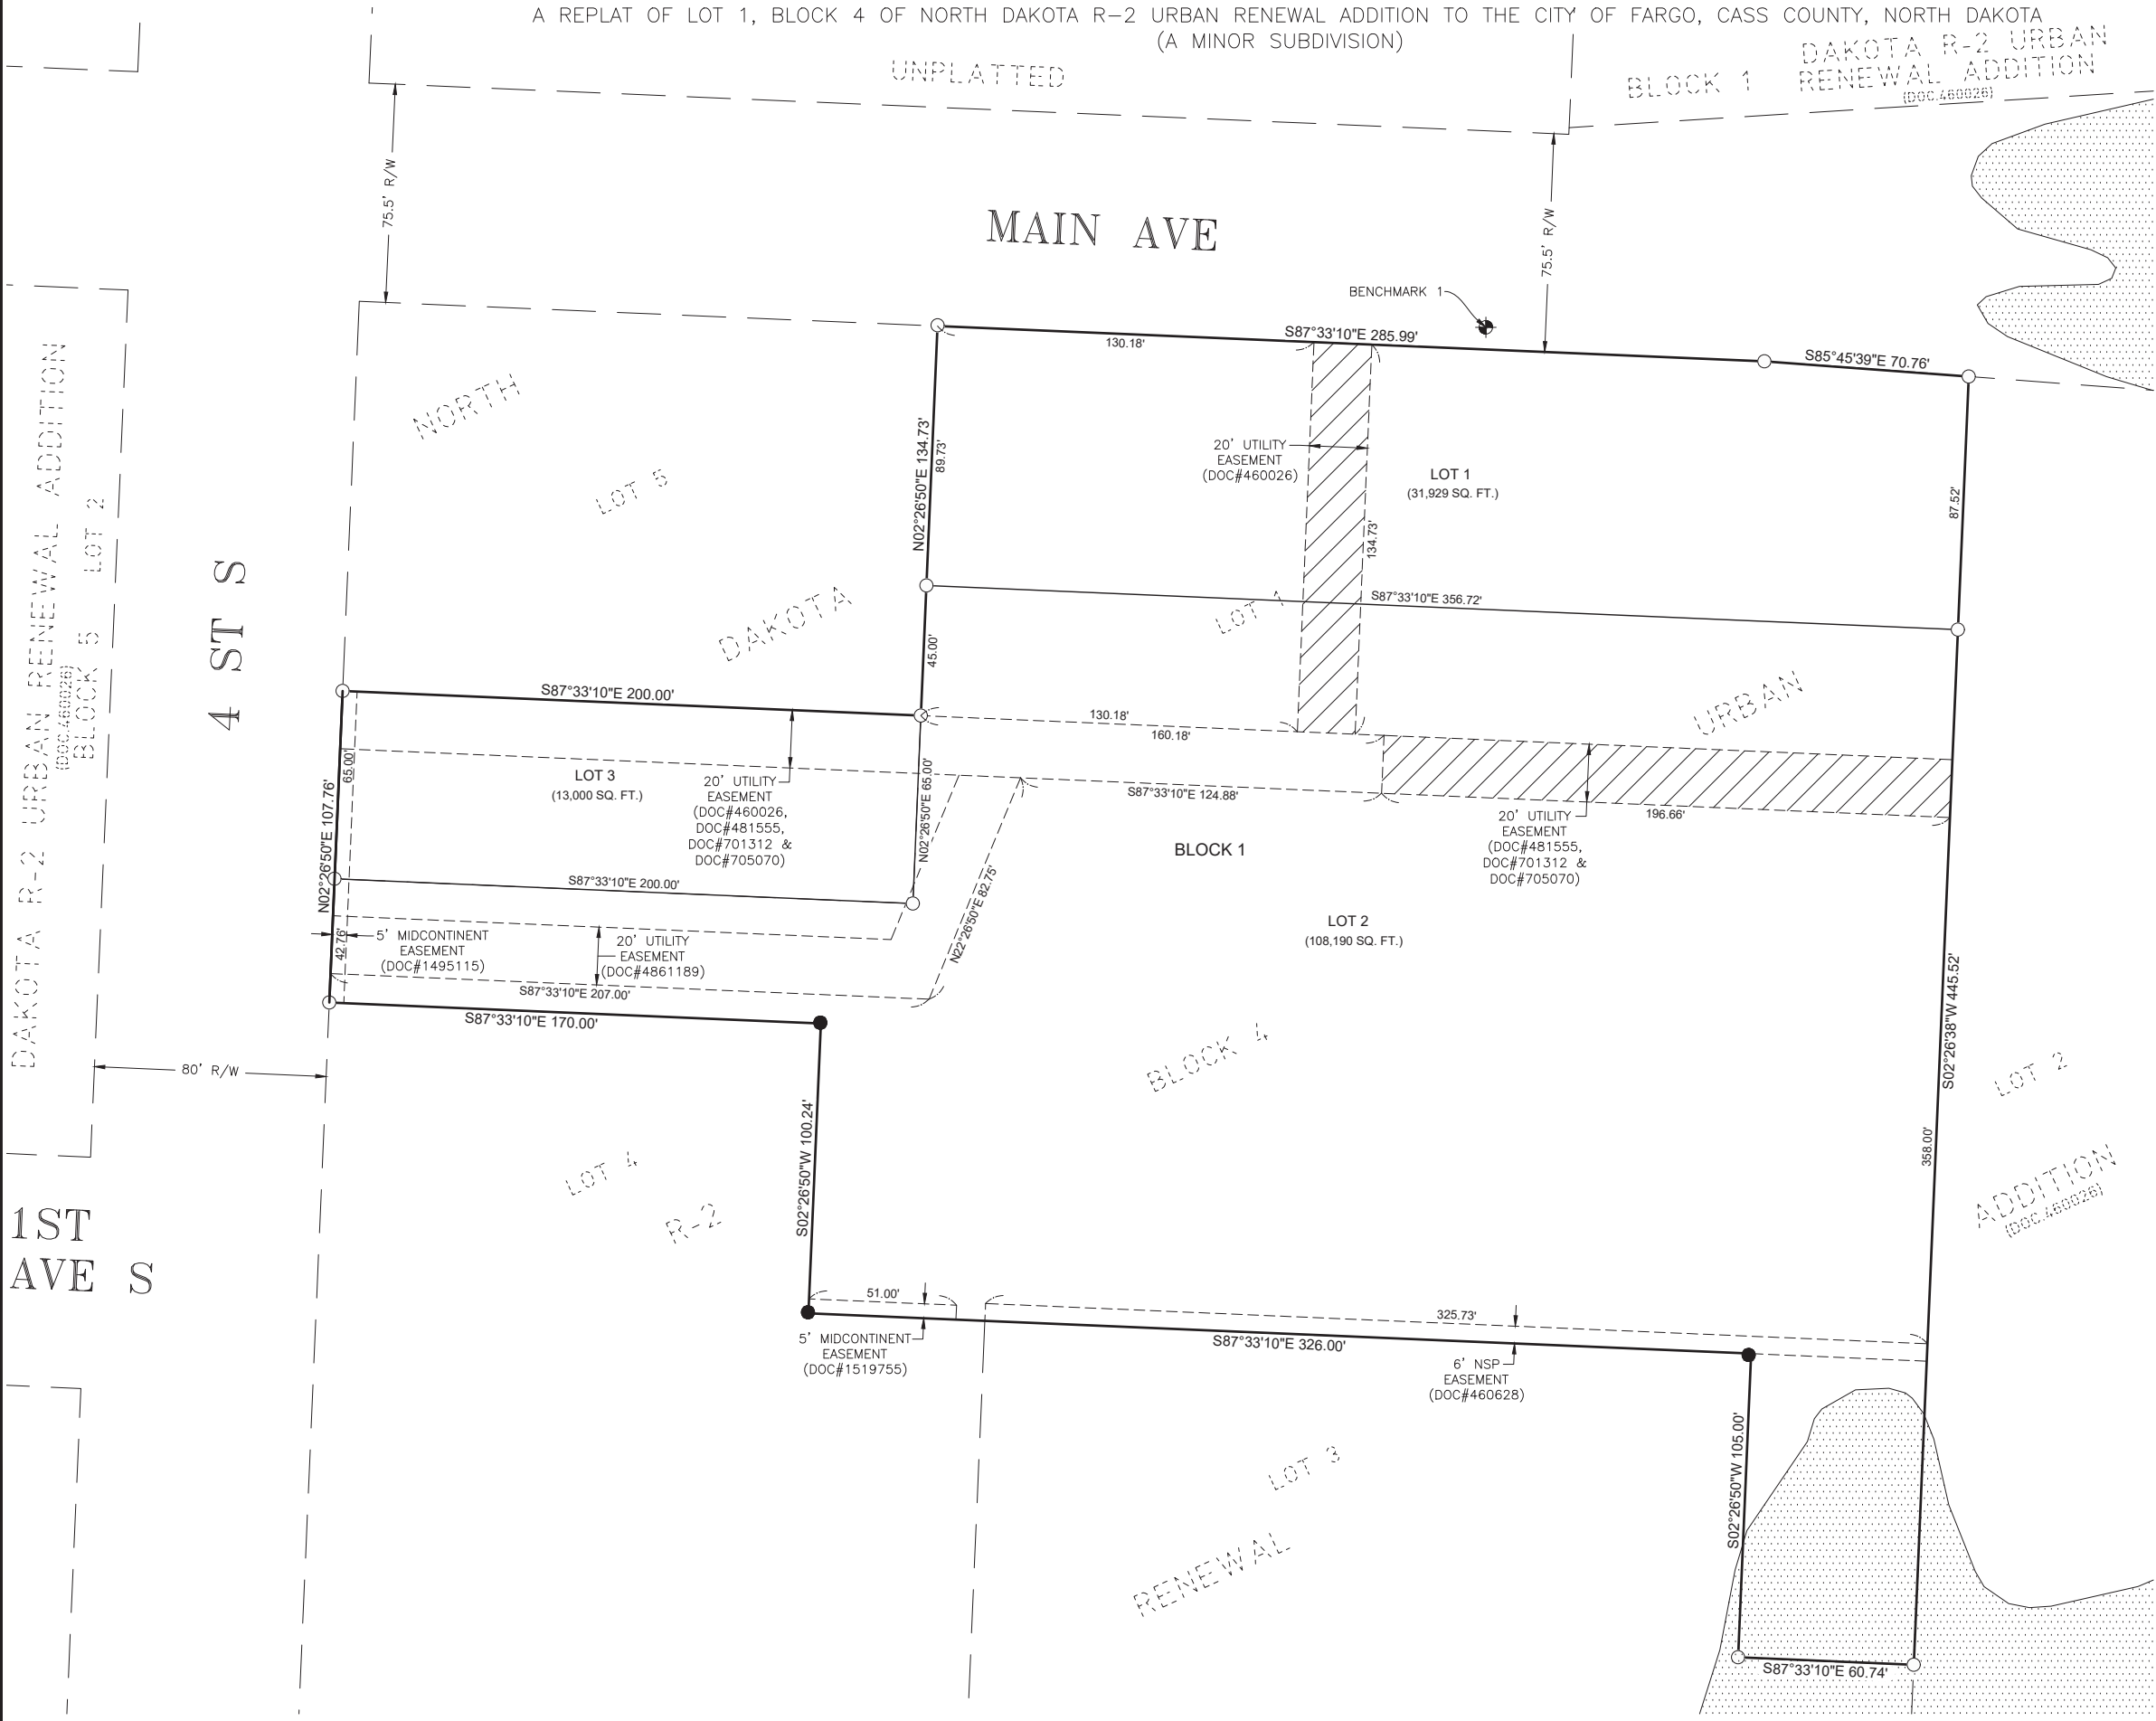 A REPLAT OF LOT 1, BLOCK 4 OF NORTH DAKOTA R-2 URBAN RENEWAL ADDITION TO THE CITY OF FARGO, CASS COUNTY, NORTH DAKOTA
(A MINOR SUBDIVISION)
UNPLATTED
BLOCK 1
DAKOTA R-2 URBAN
RENEWAL ADDITION
(DOC.460026)
75.5' R/W
MAIN AVE
75.5' R/W
BENCHMARK 1
S87°33'10"E 285.99'
130.18'
S85°45'39"E 70.76'
NORTH
LOT 5
DAKOTA
N02°26'50"E 134.73'
89.73'
45.00'
20' UTILITY
EASEMENT
(DOC#460026)
LOT 1
(31,929 SQ. FT.)
134.73'
87.52'
S87°33'10"E 356.72'
LOT 1
URBAN
DAKOTA R-2 URBAN RENEWAL ADDITION
(DOC.460026)
BLOCK 5 LOT 2
4 ST S
S87°33'10"E 200.00'
130.18'
160.18'
65.00'
N02°26'50"E 107.76'
LOT 3
(13,000 SQ. FT.)
20' UTILITY
EASEMENT
(DOC#460026,
DOC#481555,
DOC#701312 &
DOC#705070)
N02°26'50"E 65.00'
S87°33'10"E 124.88'
20' UTILITY
EASEMENT
(DOC#481555,
DOC#701312 &
DOC#705070)
196.66'
BLOCK 1
S87°33'10"E 200.00'
N22°26'50"E 82.75'
LOT 2
(108,190 SQ. FT.)
42.76'
5' MIDCONTINENT
EASEMENT
(DOC#1495115)
20' UTILITY
EASEMENT
(DOC#4861189)
S87°33'10"E 207.00'
S87°33'10"E 170.00'
S02°26'38"W 445.52'
358.00'
80' R/W
BLOCK 4
LOT 2
ADDITION
(DOC.460026)
S02°26'50"W 100.24'
LOT 4
R-2
1ST
AVE S
51.00'
325.73'
5' MIDCONTINENT
EASEMENT
(DOC#1519755)
S87°33'10"E 326.00'
6' NSP
EASEMENT
(DOC#460628)
LOT 3
RENEWAL
S02°26'50"W 105.00'
S87°33'10"E 60.74'